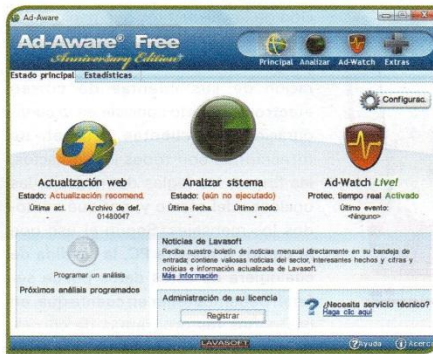 Ad-Aware
Ad-Aware® Free
Anniversary Edition
Principal Analizar Ad-Watch Extras
Estado principal Estadísticas
Configurac.
Actualización web
Estado: Actualización recomend.
Última act. Archivo de def.
- 01480047
Analizar sistema
Estado: (aún no ejecutado)
Última fecha. Último modo.
- -
Ad-Watch Live!
Protec. tiempo real Activado
Último evento:
<Ninguno>
Programar un análisis
Próximos análisis programados
Noticias de Lavasoft
Reciba nuestro boletín de noticias mensual directamente en su bandeja de
entrada; contiene valiosas noticias del sector, interesantes hechos y cifras y
noticias e información actualizada de Lavasoft.
Más información
Administración de su licencia
Registrar
¿Necesita servicio técnico?
Haga clic aquí
LAVASOFT
Ayuda Acerca